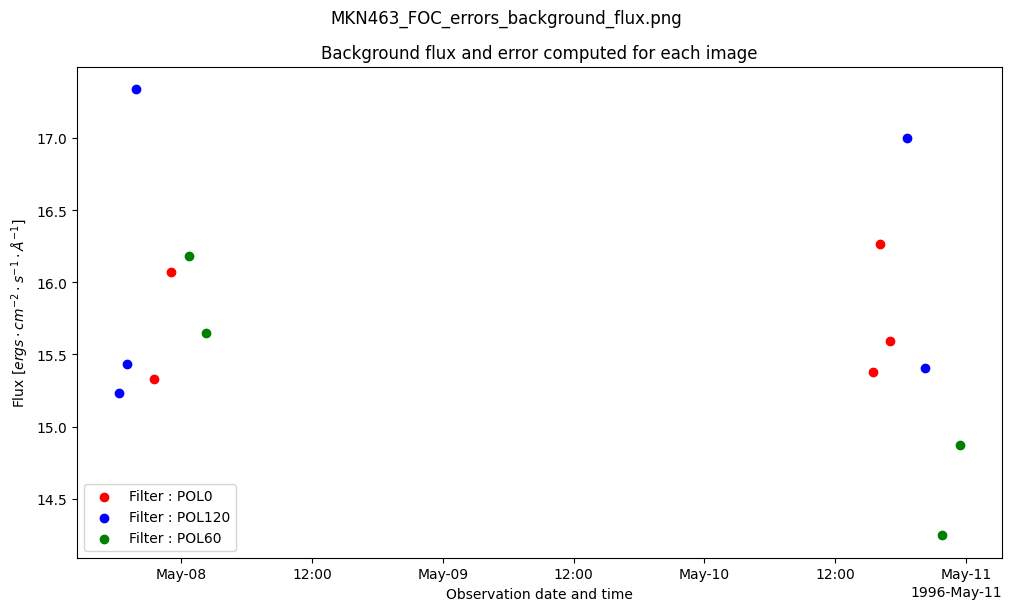 MKN463_FOC_errors_background_flux.png
Background flux and error computed for each image
Flux [ergs · cm⁻² · s⁻¹ · Å⁻¹]
17.0
16.5
16.0
15.5
15.0
14.5
Filter : POL0
Filter : POL120
Filter : POL60
May-08
12:00
May-09
12:00
May-10
12:00
May-11
1996-May-11
Observation date and time